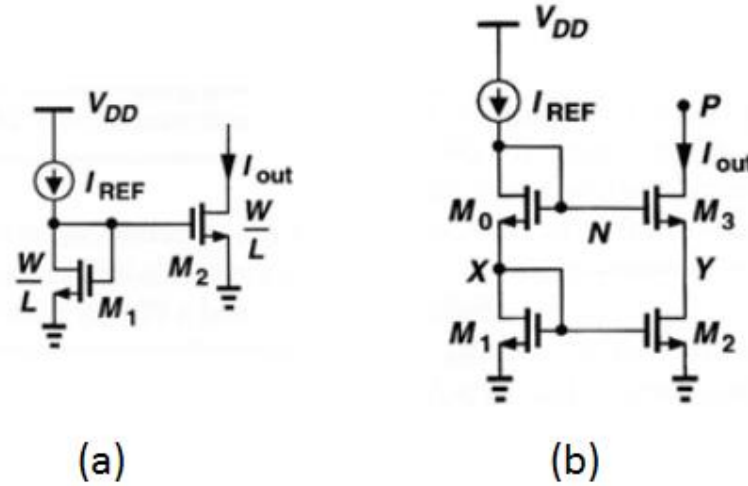 V_DD
I_REF
I_out
W/L
M_1
M_2
W/L
(a)
V_DD
I_REF
P
I_out
M_0
N
M_3
X
Y
M_1
M_2
(b)